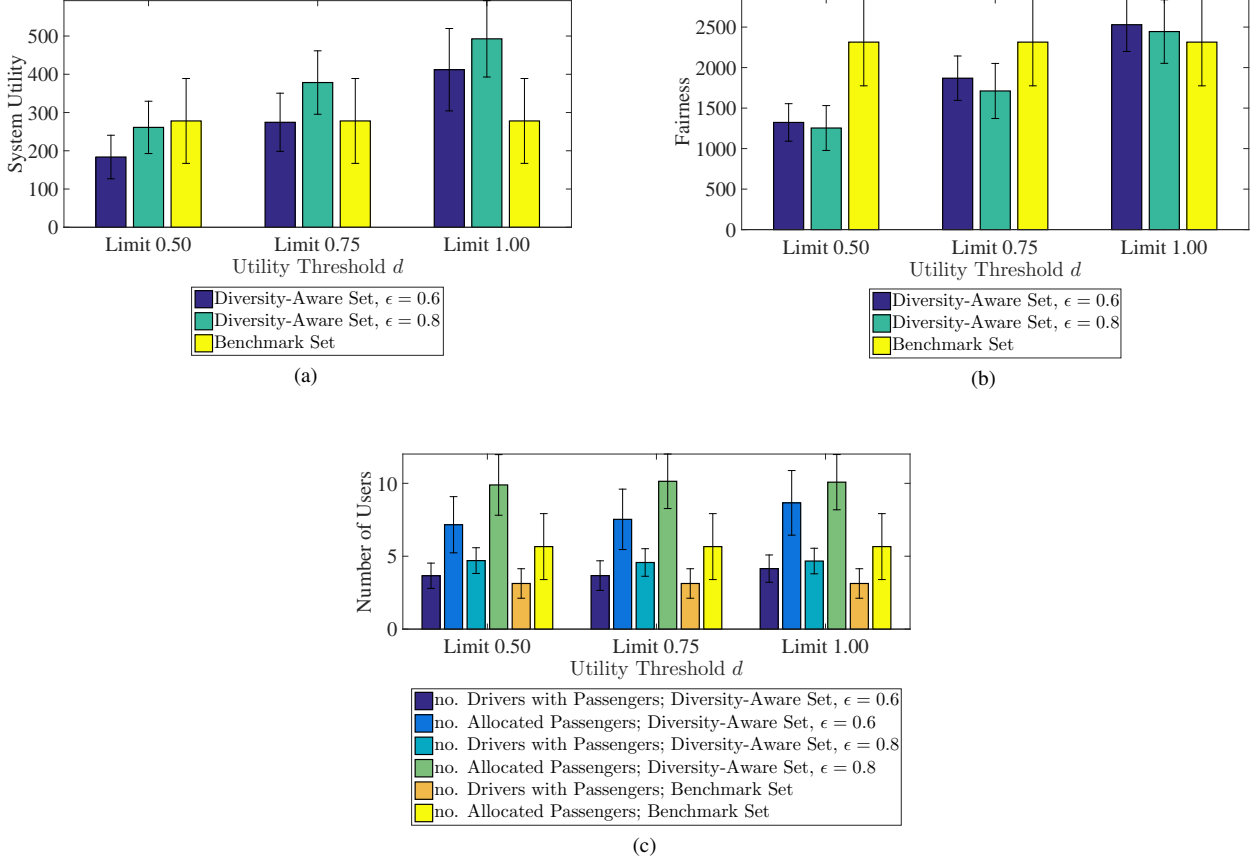 500
400
300
200
100
0
System Utility
Limit 0.50
Limit 0.75
Limit 1.00
Utility Threshold d
Diversity-Aware Set, ϵ = 0.6
Diversity-Aware Set, ϵ = 0.8
Benchmark Set
(a)
2500
2000
1500
1000
500
0
Fairness
Limit 0.50
Limit 0.75
Limit 1.00
Utility Threshold d
Diversity-Aware Set, ϵ = 0.6
Diversity-Aware Set, ϵ = 0.8
Benchmark Set
(b)
10
5
0
Number of Users
Limit 0.50
Limit 0.75
Limit 1.00
Utility Threshold d
no. Drivers with Passengers; Diversity-Aware Set, ϵ = 0.6
no. Allocated Passengers; Diversity-Aware Set, ϵ = 0.6
no. Drivers with Passengers; Diversity-Aware Set, ϵ = 0.8
no. Allocated Passengers; Diversity-Aware Set, ϵ = 0.8
no. Drivers with Passengers; Benchmark Set
no. Allocated Passengers; Benchmark Set
(c)